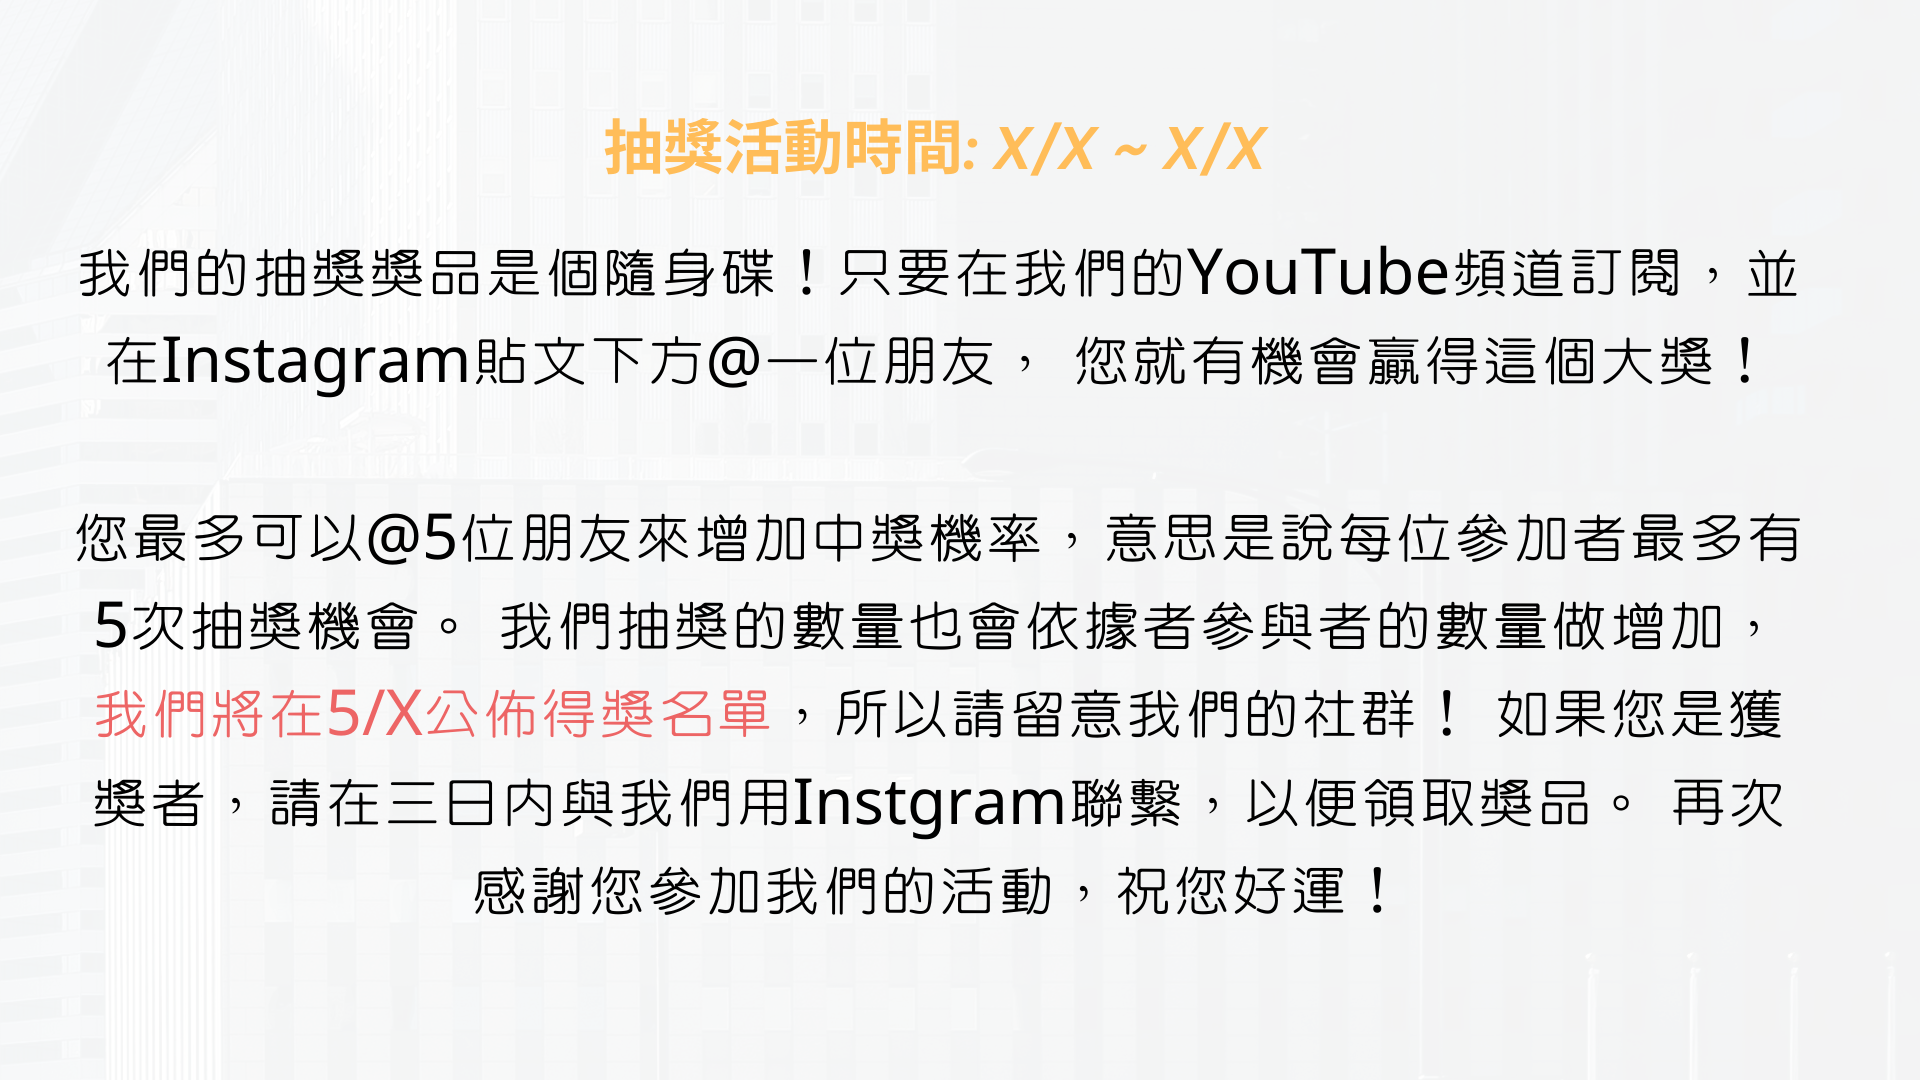 抽獎活動時間: X/X ~ X/X
我們的抽獎獎品是個隨身碟！只要在我們的YouTube頻道訂閱，並
在Instagram貼文下方@一位朋友， 您就有機會贏得這個大獎！
您最多可以@5位朋友來增加中獎機率，意思是說每位參加者最多有
5次抽獎機會。 我們抽獎的數量也會依據者參與者的數量做增加，
我們將在5/X公佈得獎名單，所以請留意我們的社群！ 如果您是獲
獎者，請在三日內與我們用Instgram聯繫，以便領取獎品。 再次
感謝您參加我們的活動，祝您好運！